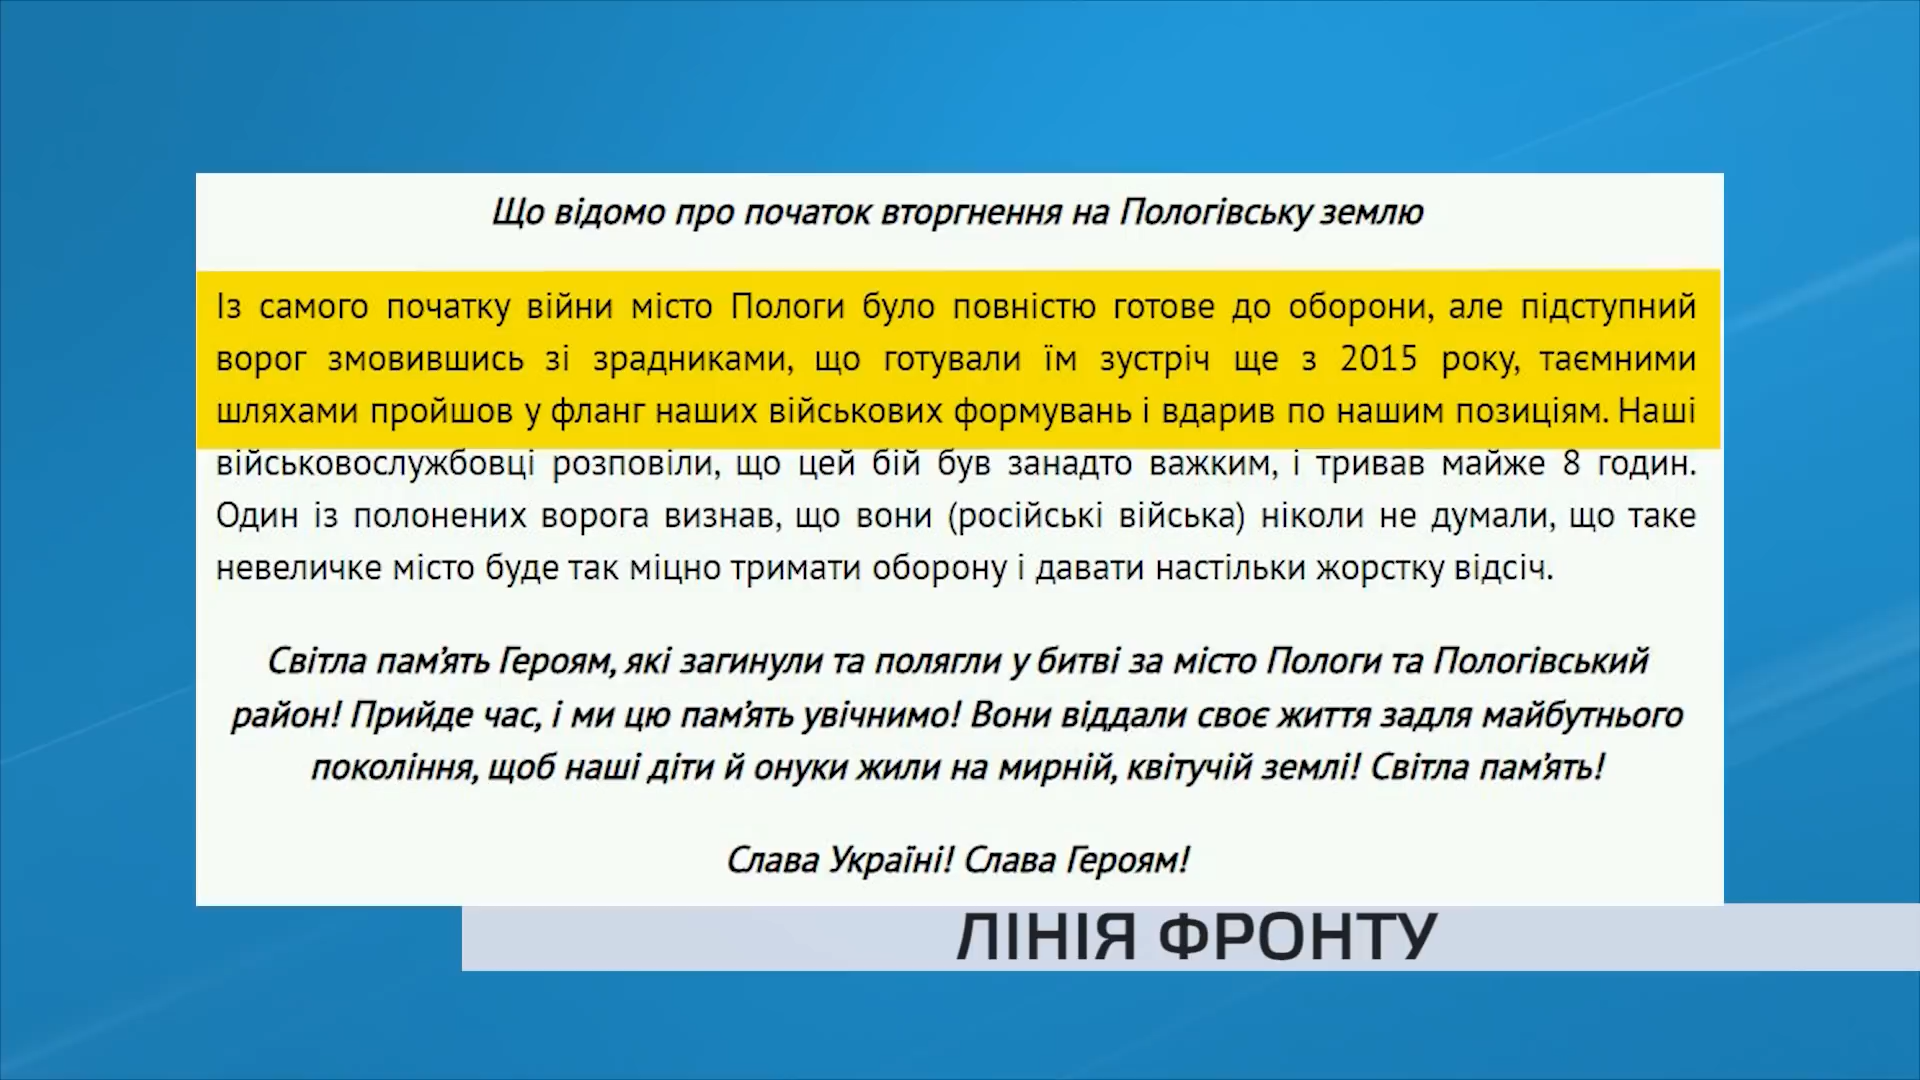 Що відомо про початок вторгнення на Пологівську землю
Із самого початку війни місто Пологи було повністю готове до оборони, але підступний
ворог змовившись зі зрадниками, що готували їм зустріч ще з 2015 року, таємними
шляхами пройшов у фланг наших військових формувань і вдарив по нашим позиціям. Наші
військовослужбовці розповіли, що цей бій був занадто важким, і тривав майже 8 годин.
Один із полонених ворога визнав, що вони (російські війська) ніколи не думали, що таке
невеличке місто буде так міцно тримати оборону і давати настільки жорстку відсіч.
Світла пам’ять Героям, які загинули та полягли у битві за місто Пологи та Пологівський
район! Прийде час, і ми цю пам’ять увічнимо! Вони віддали своє життя задля майбутнього
покоління, щоб наші діти й онуки жили на мирній, квітучій землі! Світла пам’ять!
Слава Україні! Слава Героям!
ЛІНІЯ ФРОНТУ